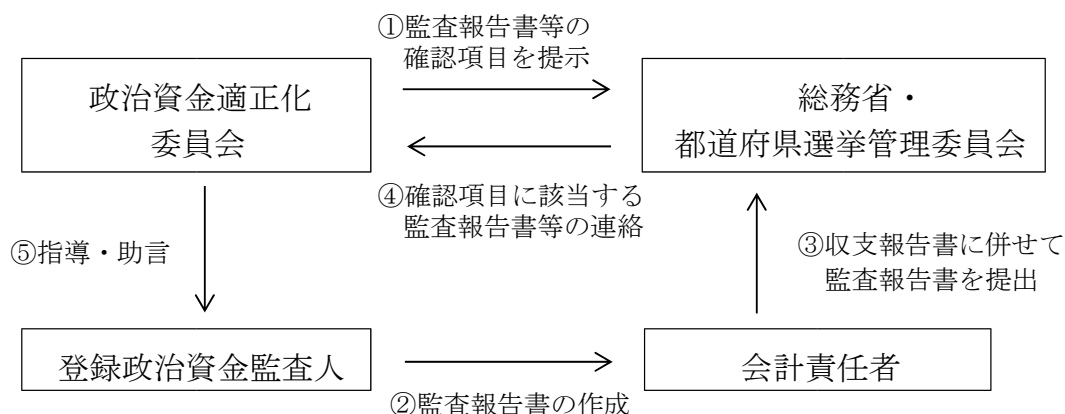 ①監査報告書等の
確認項目を提示
政治資金適正化
委員会
総務省・
都道府県選挙管理委員会
④確認項目に該当する
監査報告書等の連絡
⑤指導・助言
③収支報告書に併せて
監査報告書を提出
登録政治資金監査人
会計責任者
②監査報告書の作成